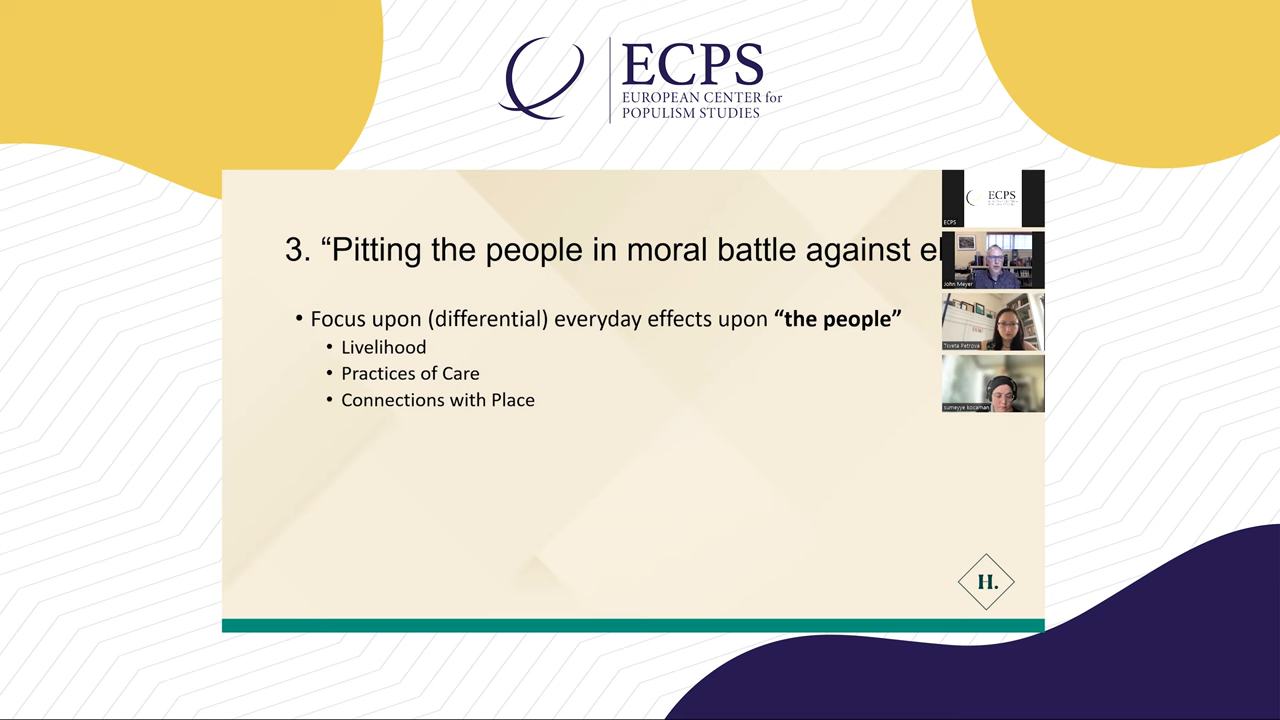 ECPS
EUROPEAN CENTER for
POPULISM STUDIES
3. “Pitting the people in moral battle against el
• Focus upon (differential) everyday effects upon “the people”
• Livelihood
• Practices of Care
• Connections with Place
ECPS
ECPS
John Meyer
Tsveta Petrova
sumeyye kocaman
H.